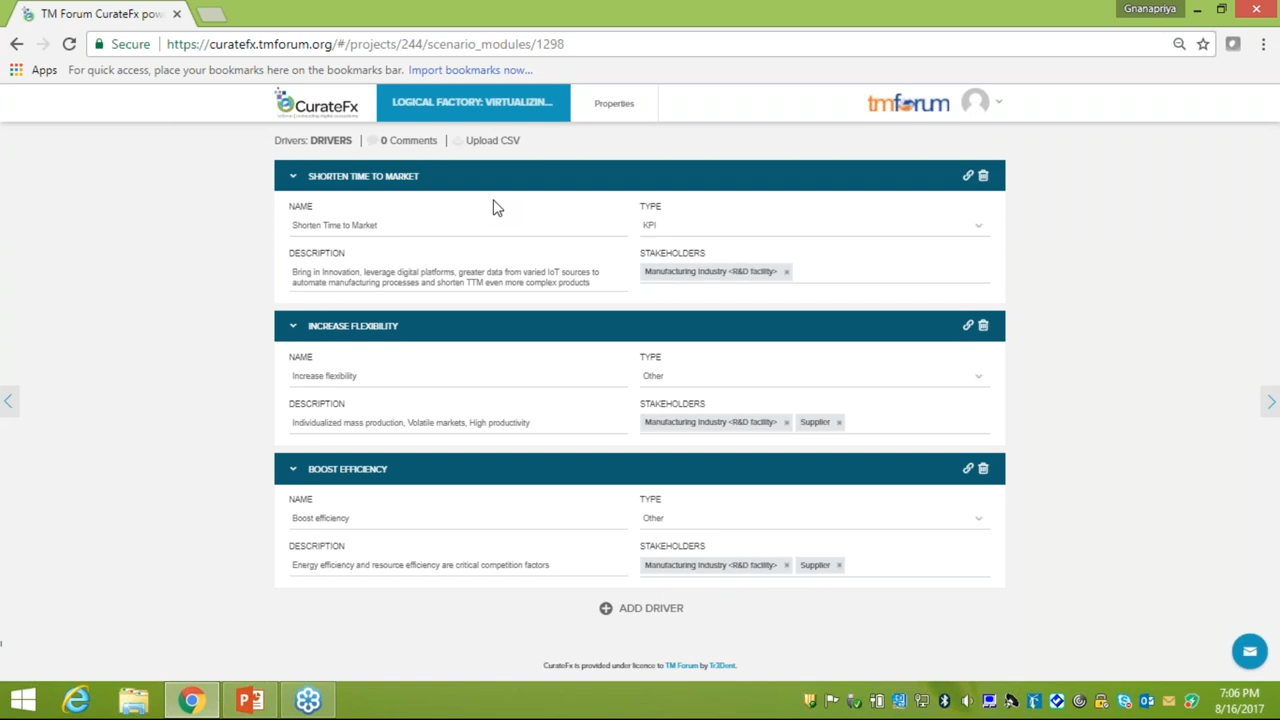 TM Forum CurateFx pow
Gnanapriya
Secure
https://curatefx.tmforum.org/#/projects/244/scenario_modules/1298
Apps
For quick access, place your bookmarks here on the bookmarks bar. Import bookmarks now...
CurateFx
LOGICAL FACTORY: VIRTUALIZIN...
Properties
tmforum
Drivers: DRIVERS | 0 Comments | Upload CSV
SHORTEN TIME TO MARKET
NAME
Shorten Time to Market
TYPE
KPI
DESCRIPTION
Bring in Innovation, leverage digital platforms, greater data from varied IoT sources to
automate manufacturing processes and shorten TTM even more complex products
STAKEHOLDERS
Manufacturing Industry <R&D facility> ×
INCREASE FLEXIBILITY
NAME
Increase flexibility
TYPE
Other
DESCRIPTION
Individualized mass production, Volatile markets, High productivity
STAKEHOLDERS
Manufacturing Industry <R&D facility> × Supplier ×
BOOST EFFICIENCY
NAME
Boost efficiency
TYPE
Other
DESCRIPTION
Energy efficiency and resource efficiency are critical competition factors
STAKEHOLDERS
Manufacturing Industry <R&D facility> × Supplier ×
ADD DRIVER
CurateFx is provided under licence to TM Forum by Tr3Dent.
7:06 PM
8/16/2017